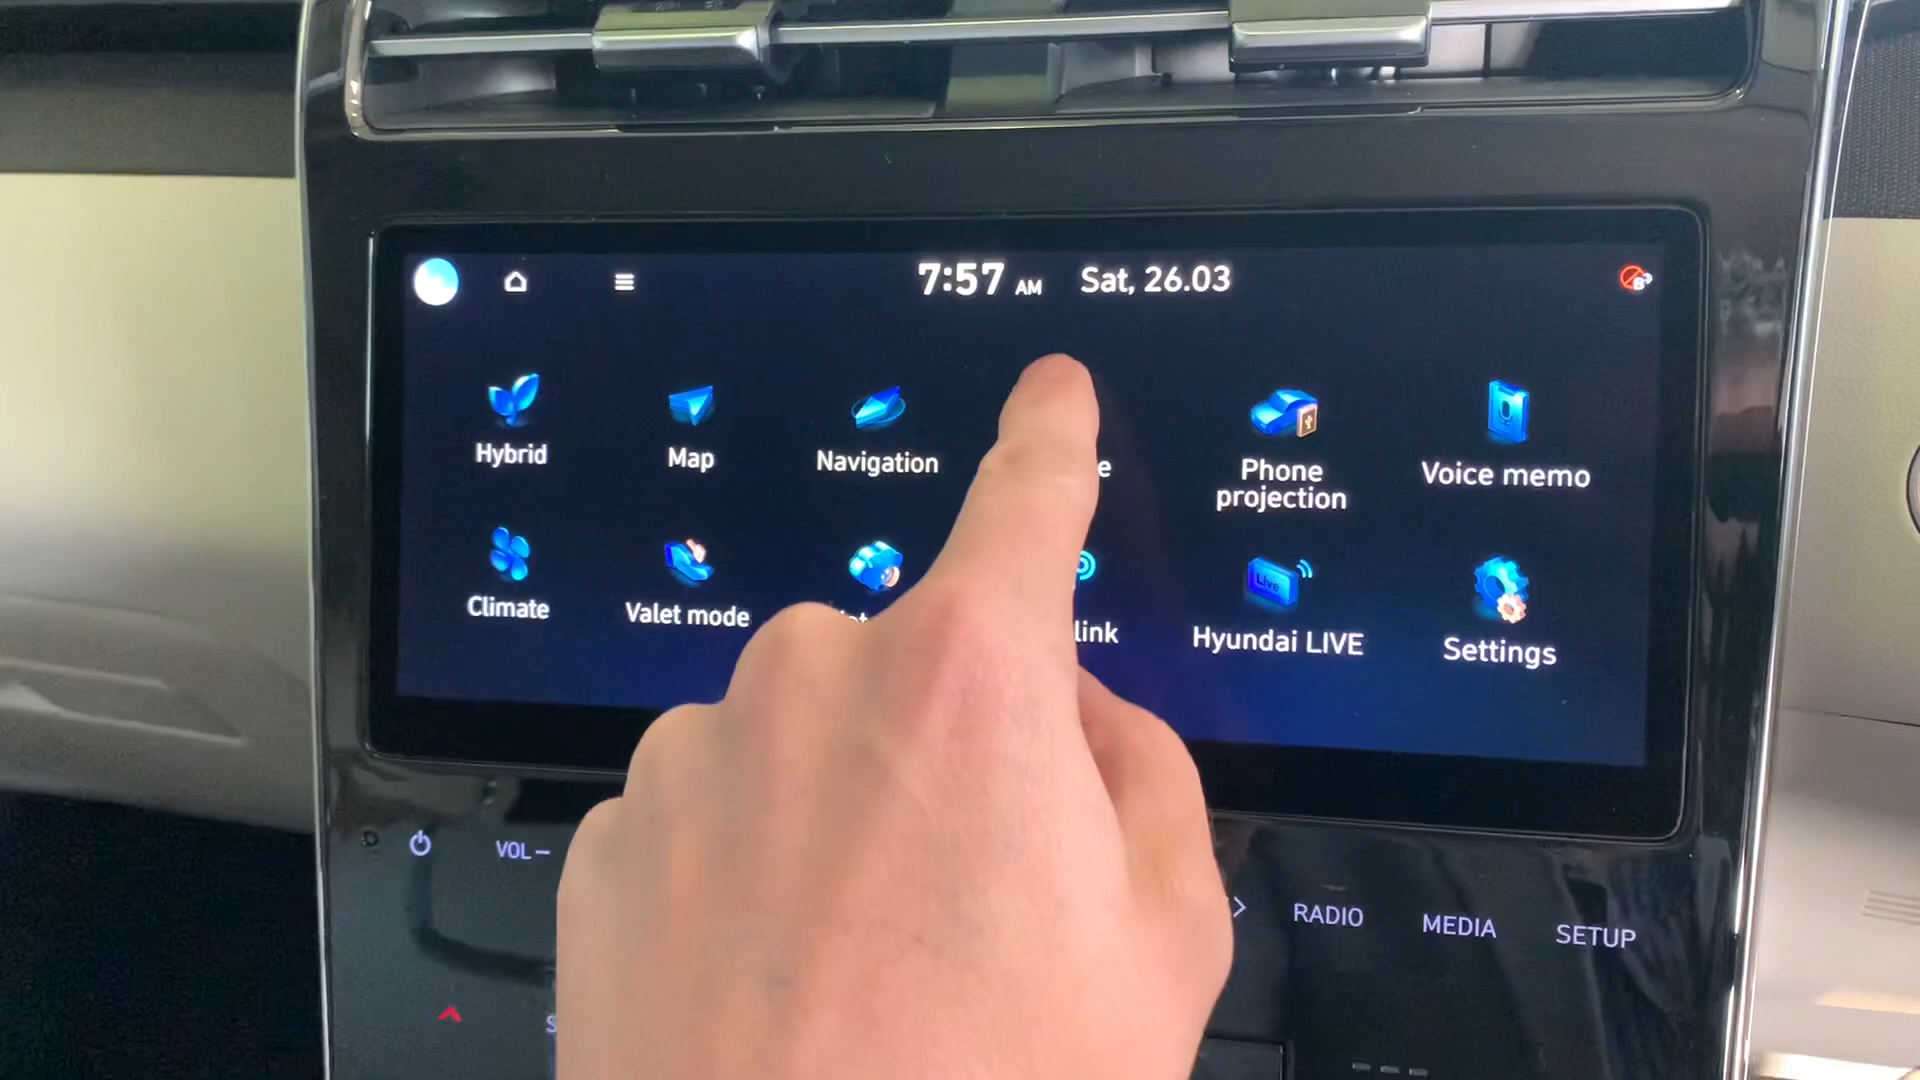 7:57 AM Sat, 26.03
Hybrid
Map
Navigation
e
Phone
projection
Voice memo
Climate
Valet mode
link
Live
Hyundai LIVE
Settings
VOL –
>
RADIO
MEDIA
SETUP